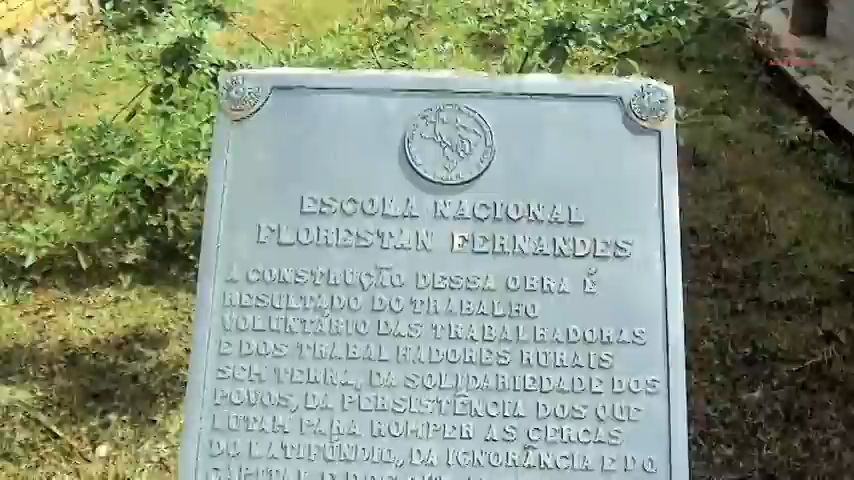 ESCOLA NACIONAL
FLORESTAN FERNANDES
A CONSTRUÇÃO DESSA OBRA É
RESULTADO DO TRABALHO
VOLUNTÁRIO DAS TRABALHADORAS
E DOS TRABALHADORES RURAIS
SEM TERRA, DA SOLIDARIEDADE DOS
POVOS, DA PERSISTÊNCIA DOS QUE
LUTAM PARA ROMPER AS CERCAS
DO LATIFÚNDIO, DA IGNORÂNCIA E DO
CAPITAL